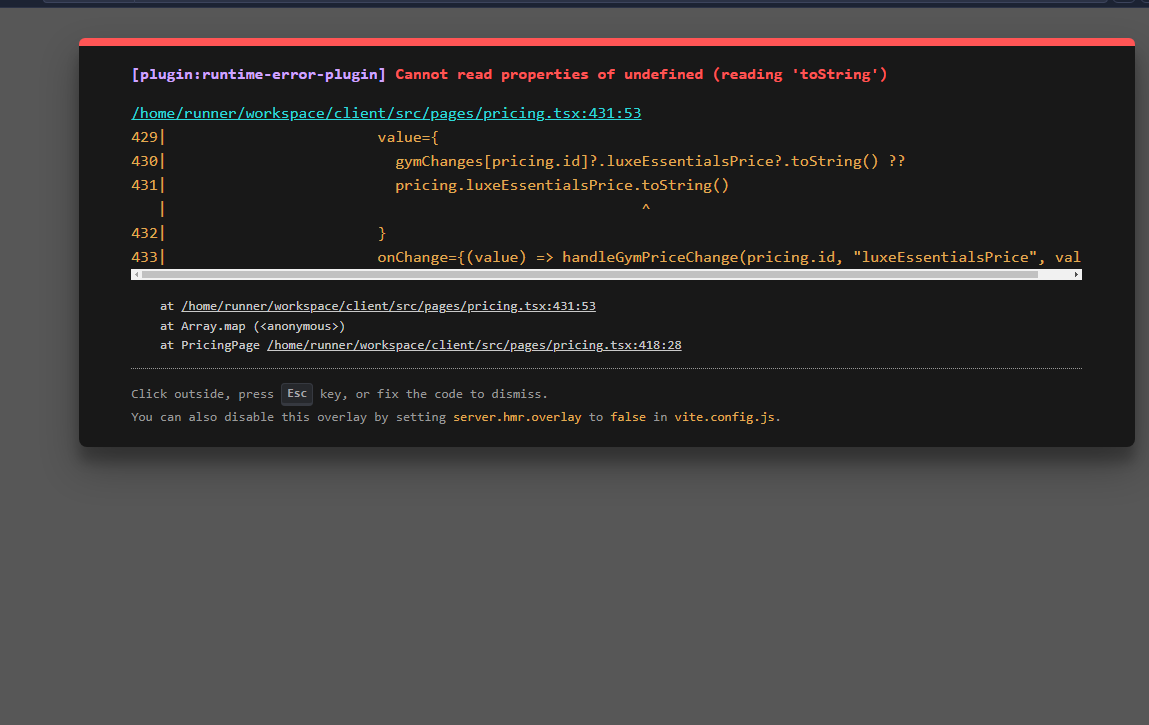 [plugin:runtime-error-plugin] Cannot read properties of undefined (reading 'toString')
/home/runner/workspace/client/src/pages/pricing.tsx:431:53
429|                        value={
430|                          gymChanges[pricing.id]?.luxeEssentialsPrice?.toString() ??
431|                          pricing.luxeEssentialsPrice.toString()
   |                                                      ^
432|                        }
433|                        onChange={(value) => handleGymPriceChange(pricing.id, "luxeEssentialsPrice", val
at /home/runner/workspace/client/src/pages/pricing.tsx:431:53
at Array.map (<anonymous>)
at PricingPage /home/runner/workspace/client/src/pages/pricing.tsx:418:28
Click outside, press Esc key, or fix the code to dismiss.
You can also disable this overlay by setting server.hmr.overlay to false in vite.config.js.